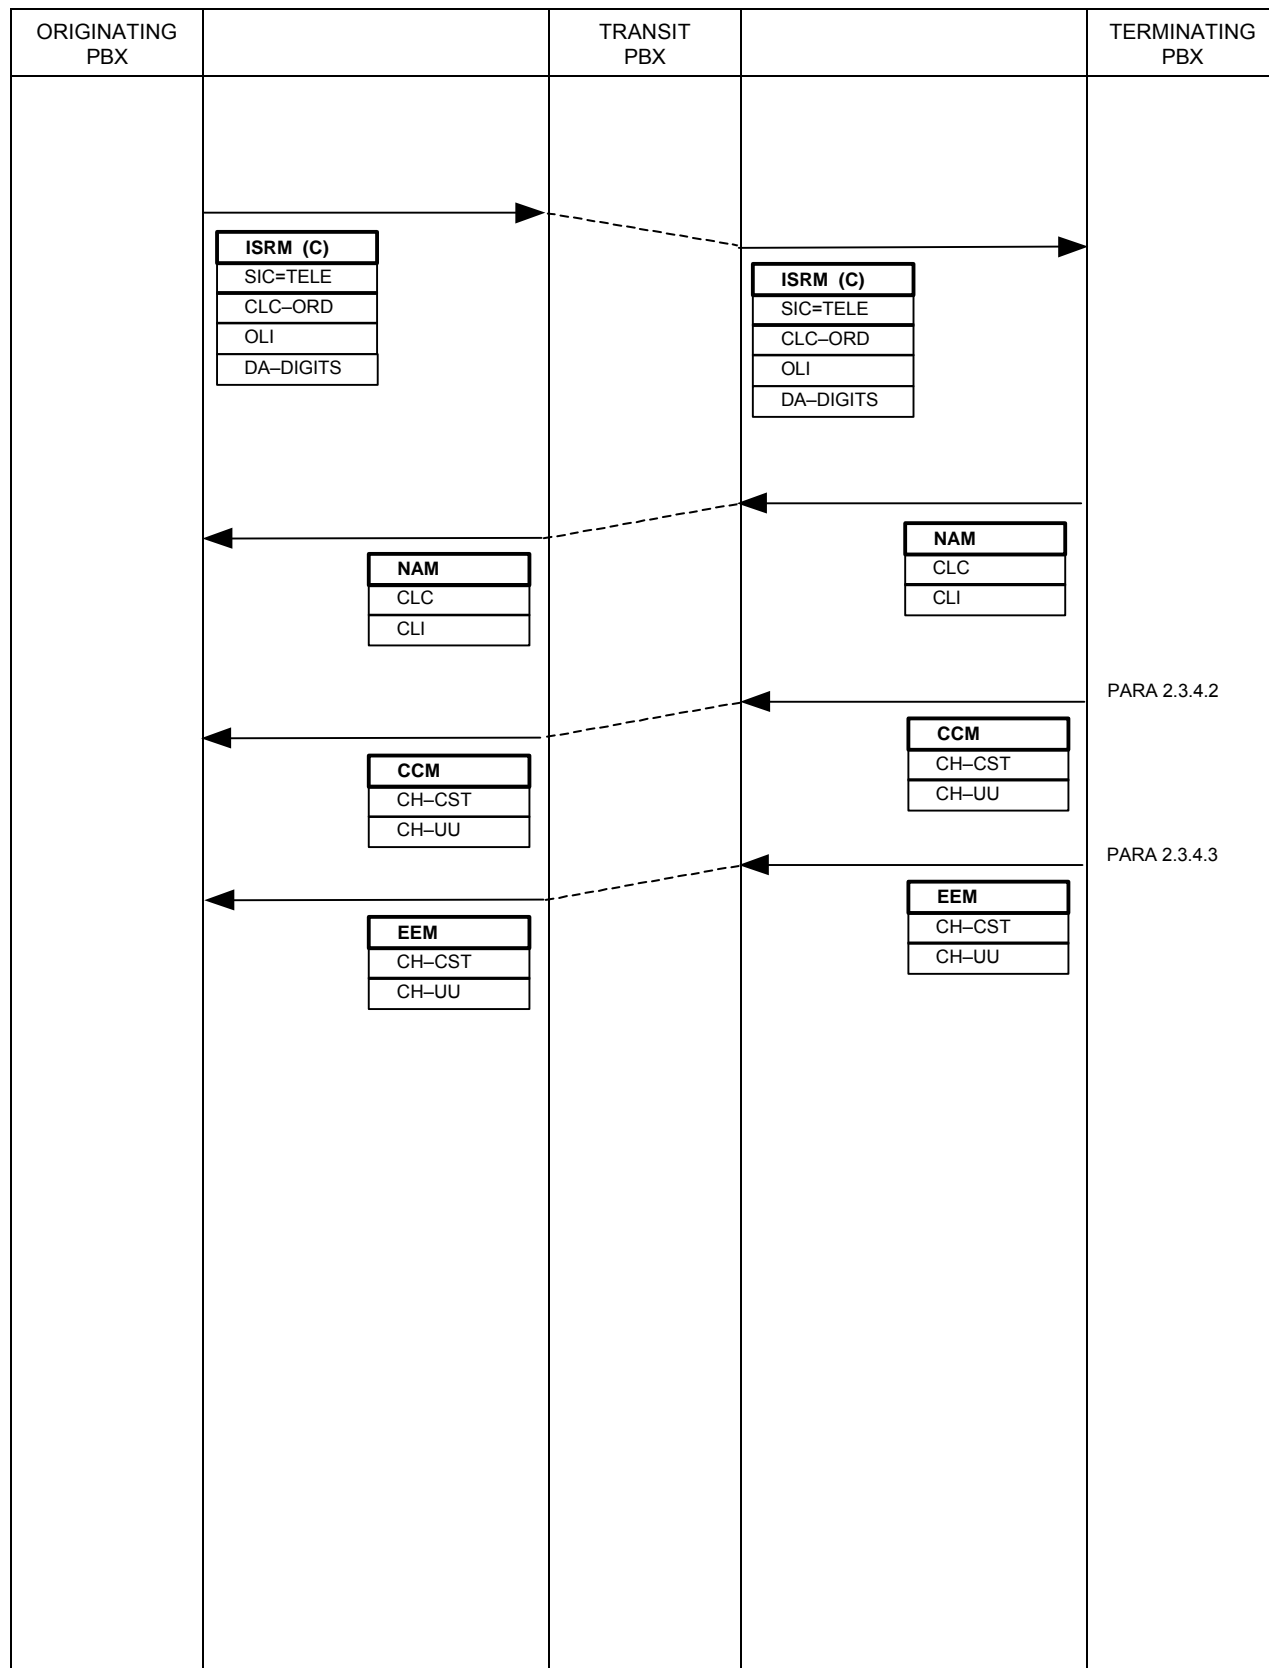 ORIGINATING
PBX
TRANSIT
PBX
TERMINATING
PBX
ISRM (C)
SIC=TELE
CLC–ORD
OLI
DA–DIGITS
ISRM (C)
SIC=TELE
CLC–ORD
OLI
DA–DIGITS
NAM
CLC
CLI
NAM
CLC
CLI
PARA 2.3.4.2
CCM
CH–CST
CH–UU
CCM
CH–CST
CH–UU
PARA 2.3.4.3
EEM
CH–CST
CH–UU
EEM
CH–CST
CH–UU